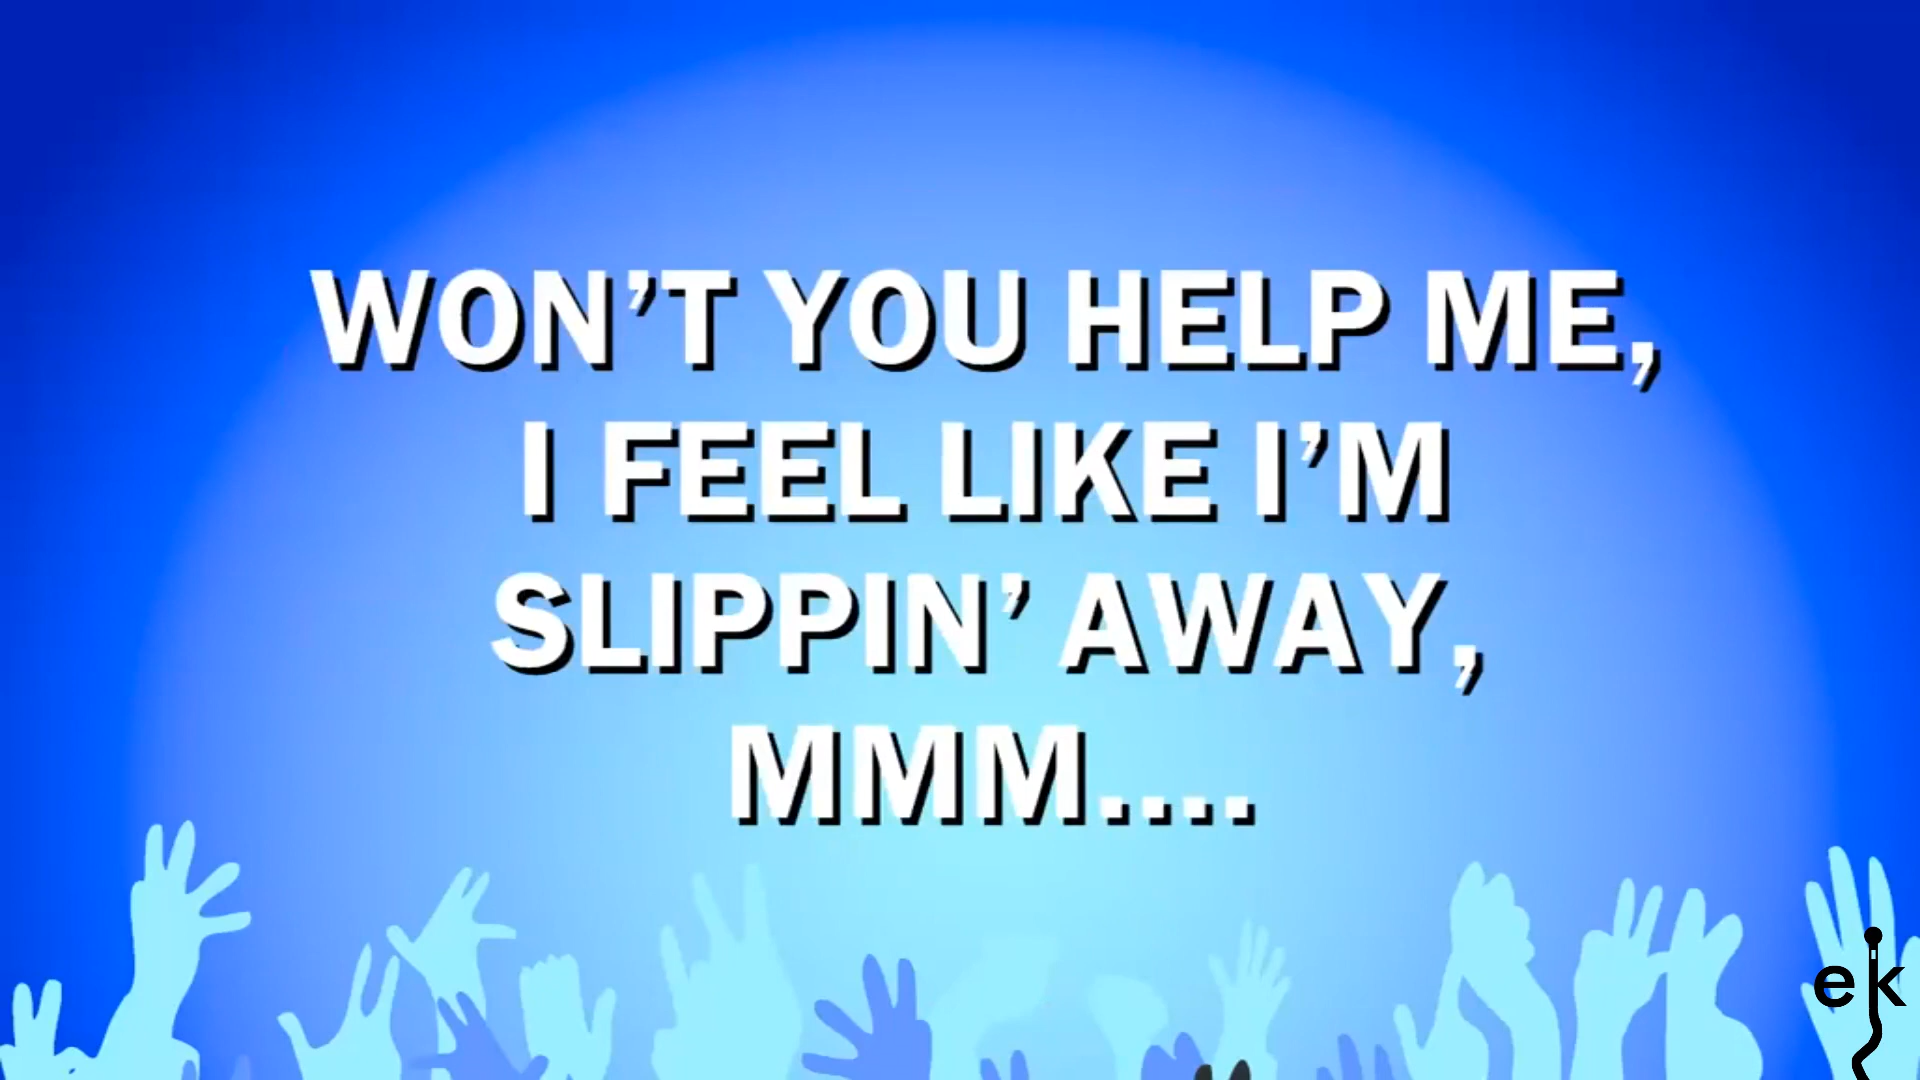 WON’T YOU HELP ME,
I FEEL LIKE I’M
SLIPPIN’ AWAY,
MMM....
ek